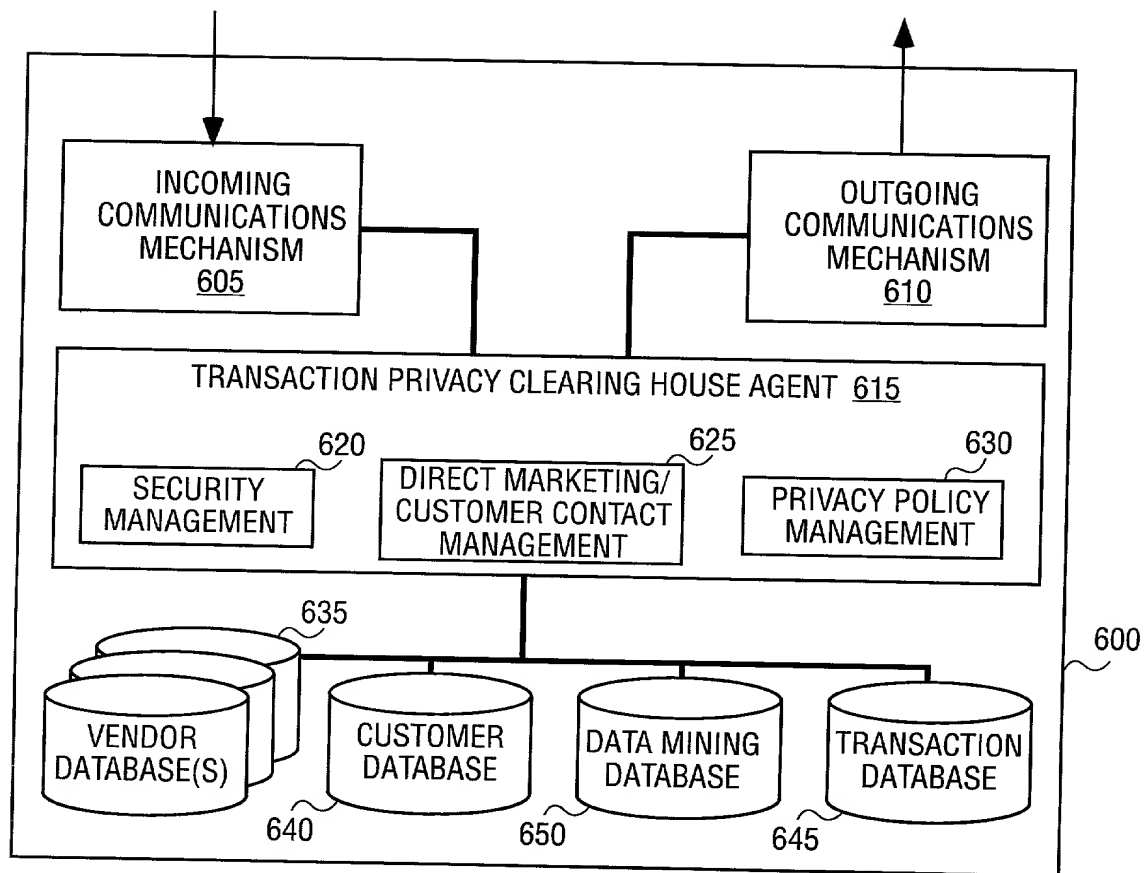 INCOMING
COMMUNICATIONS
MECHANISM
605
OUTGOING
COMMUNICATIONS
MECHANISM
610
TRANSACTION PRIVACY CLEARING HOUSE AGENT 615
620
SECURITY
MANAGEMENT
625
DIRECT MARKETING/
CUSTOMER CONTACT
MANAGEMENT
630
PRIVACY POLICY
MANAGEMENT
635
VENDOR
DATABASE(S)
CUSTOMER
DATABASE
640
DATA MINING
DATABASE
650
TRANSACTION
DATABASE
645
600